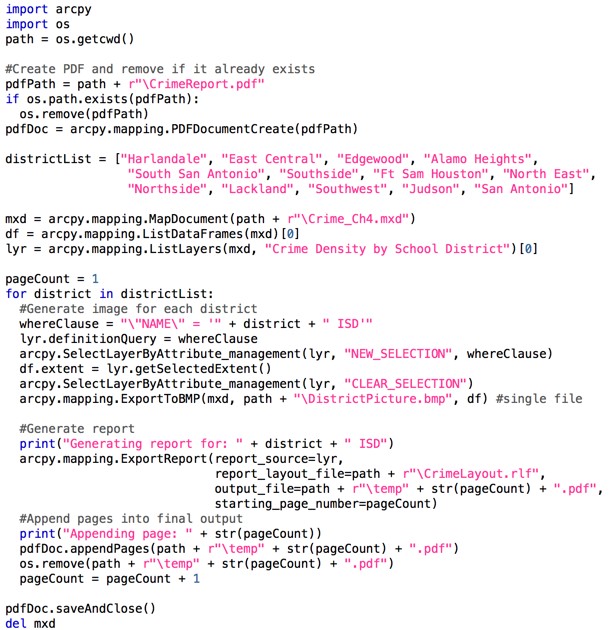 import arcpy
import os
path = os.getcwd()

#Create PDF and remove if it already exists
pdfPath = path + r"\CrimeReport.pdf"
if os.path.exists(pdfPath):
  os.remove(pdfPath)
pdfDoc = arcpy.mapping.PDFDocumentCreate(pdfPath)

districtList = ["Harlandale", "East Central", "Edgewood", "Alamo Heights",
                "South San Antonio", "Southside", "Ft Sam Houston", "North East",
                "Northside", "Lackland", "Southwest", "Judson", "San Antonio"]

mxd = arcpy.mapping.MapDocument(path + r"\Crime_Ch4.mxd")
df = arcpy.mapping.ListDataFrames(mxd)[0]
lyr = arcpy.mapping.ListLayers(mxd, "Crime Density by School District")[0]

pageCount = 1
for district in districtList:
  #Generate image for each district
  whereClause = "\"NAME\" = '" + district + " ISD'"
  lyr.definitionQuery = whereClause
  arcpy.SelectLayerByAttribute_management(lyr, "NEW_SELECTION", whereClause)
  df.extent = lyr.getSelectedExtent()
  arcpy.SelectLayerByAttribute_management(lyr, "CLEAR_SELECTION")
  arcpy.mapping.ExportToBMP(mxd, path + "\DistrictPicture.bmp", df) #single file

  #Generate report
  print("Generating report for: " + district + " ISD")
  arcpy.mapping.ExportReport(report_source=lyr,
                             report_layout_file=path + r"\CrimeLayout.rlf",
                             output_file=path + r"\temp" + str(pageCount) + ".pdf",
                             starting_page_number=pageCount)
  #Append pages into final output
  print("Appending page: " + str(pageCount))
  pdfDoc.appendPages(path + r"\temp" + str(pageCount) + ".pdf")
  os.remove(path + r"\temp" + str(pageCount) + ".pdf")
  pageCount = pageCount + 1

pdfDoc.saveAndClose()
del mxd